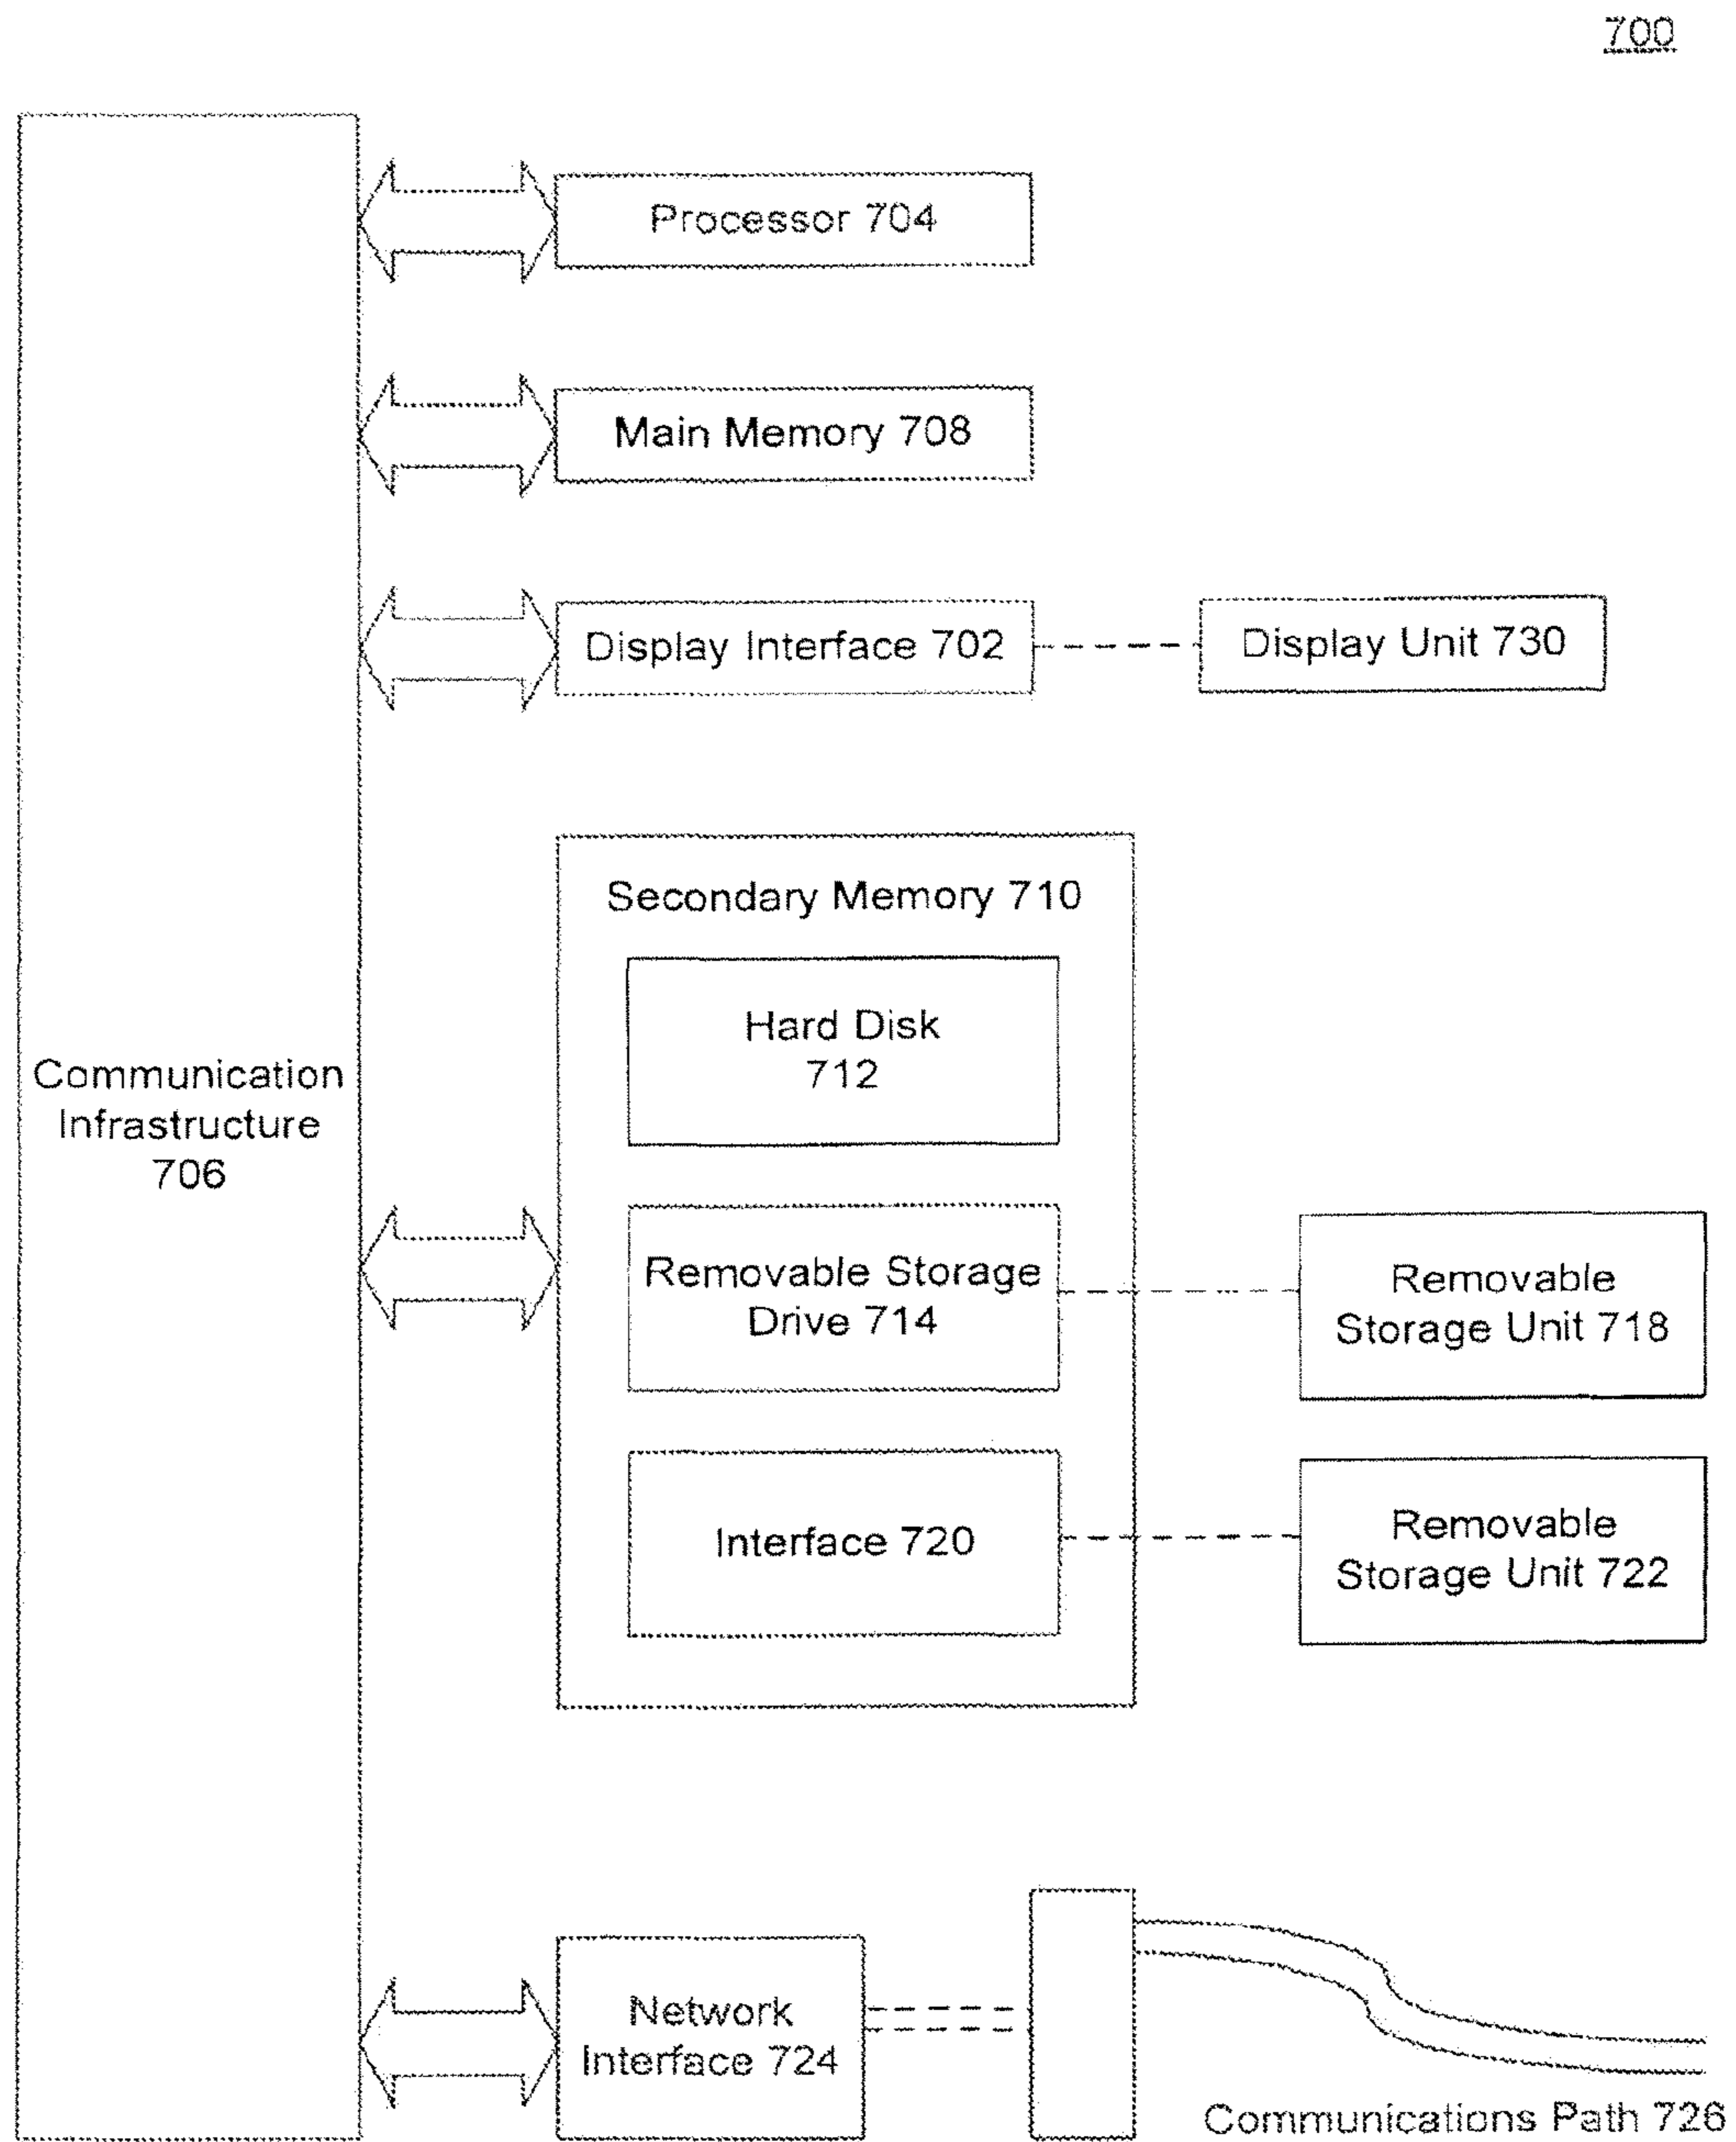 700
Processor 704
Main Memory 708
Display Interface 702
Display Unit 730
Secondary Memory 710
Hard Disk
712
Communication
Infrastructure
706
Removable Storage
Drive 714
Removable
Storage Unit 718
Interface 720
Removable
Storage Unit 722
Network
Interface 724
Communications Path 726